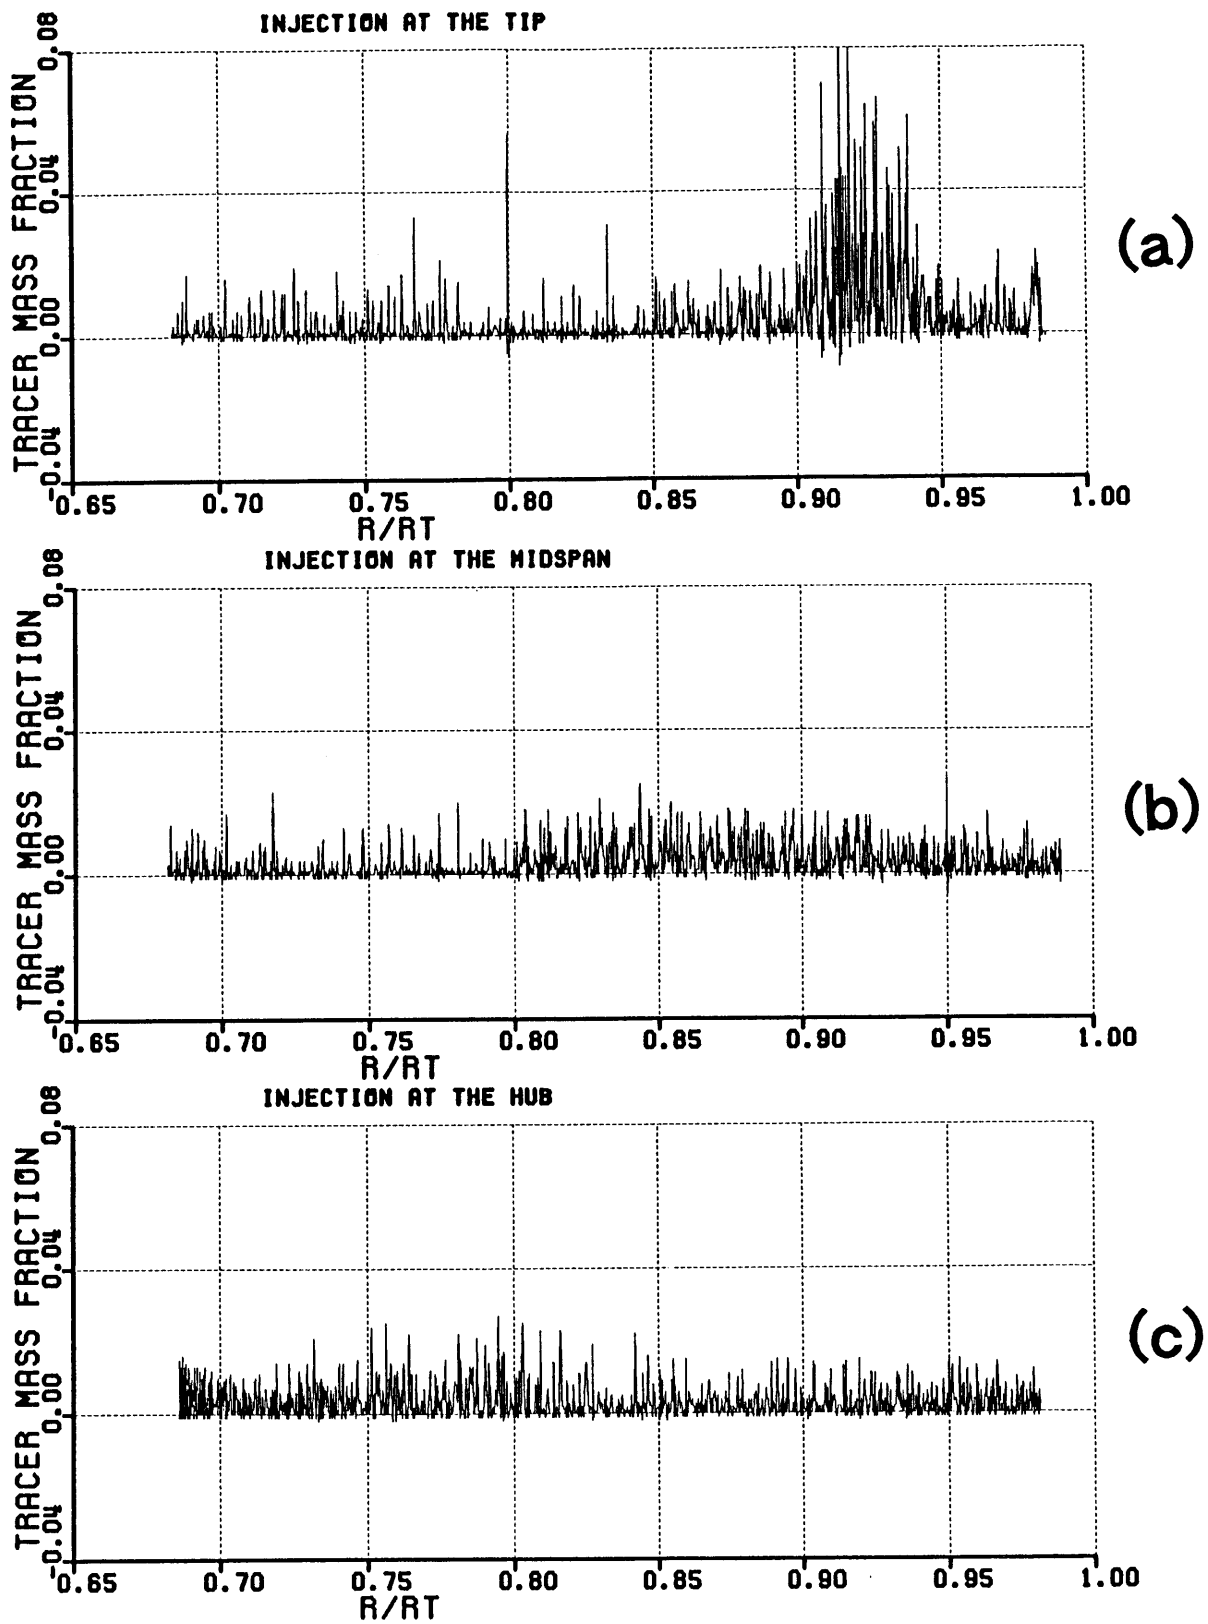 INJECTION AT THE TIP
TRACER MASS FRACTION
0.08
0.04
0.00
-0.04
0.65 0.70 0.75 0.80 0.85 0.90 0.95 1.00
R/RT
(a)
INJECTION AT THE MIDSPAN
TRACER MASS FRACTION
0.08
0.04
0.00
-0.04
0.65 0.70 0.75 0.80 0.85 0.90 0.95 1.00
R/RT
(b)
INJECTION AT THE HUB
TRACER MASS FRACTION
0.08
0.04
0.00
-0.04
0.65 0.70 0.75 0.80 0.85 0.90 0.95 1.00
R/RT
(c)